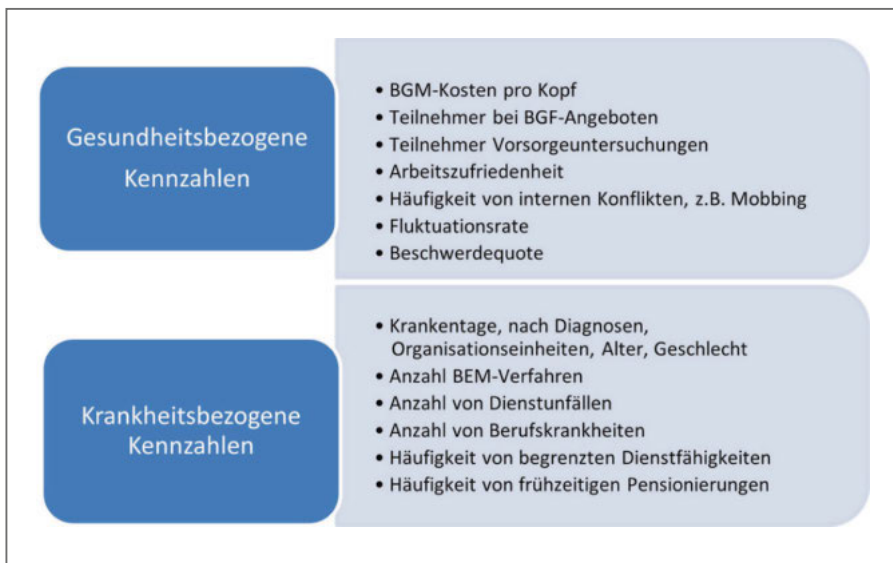 Gesundheitsbezogene
Kennzahlen
• BGM-Kosten pro Kopf
• Teilnehmer bei BGF-Angeboten
• Teilnehmer Vorsorgeuntersuchungen
• Arbeitszufriedenheit
• Häufigkeit von internen Konflikten, z.B. Mobbing
• Fluktuationsrate
• Beschwerdequote
Krankheitsbezogene
Kennzahlen
• Krankentage, nach Diagnosen,
Organisationseinheiten, Alter, Geschlecht
• Anzahl BEM-Verfahren
• Anzahl von Dienstunfällen
• Anzahl von Berufskrankheiten
• Häufigkeit von begrenzten Dienstfähigkeiten
• Häufigkeit von frühzeitigen Pensionierungen